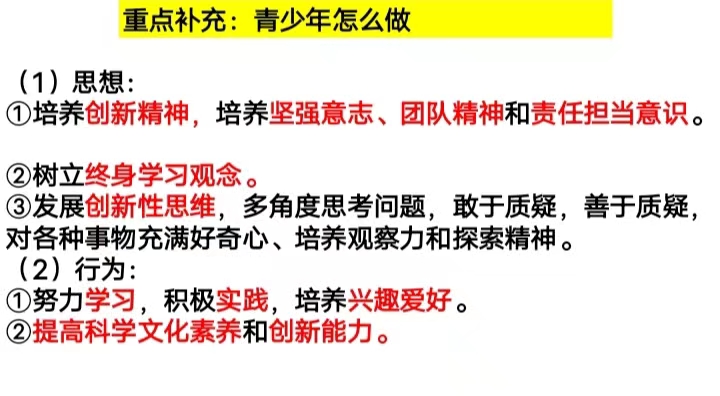 重点补充：青少年怎么做
（1）思想：
①培养创新精神，培养坚强意志、团队精神和责任担当意识。
②树立终身学习观念。
③发展创新性思维，多角度思考问题，敢于质疑，善于质疑，
对各种事物充满好奇心、培养观察力和探索精神。
（2）行为：
①努力学习，积极实践，培养兴趣爱好。
②提高科学文化素养和创新能力。